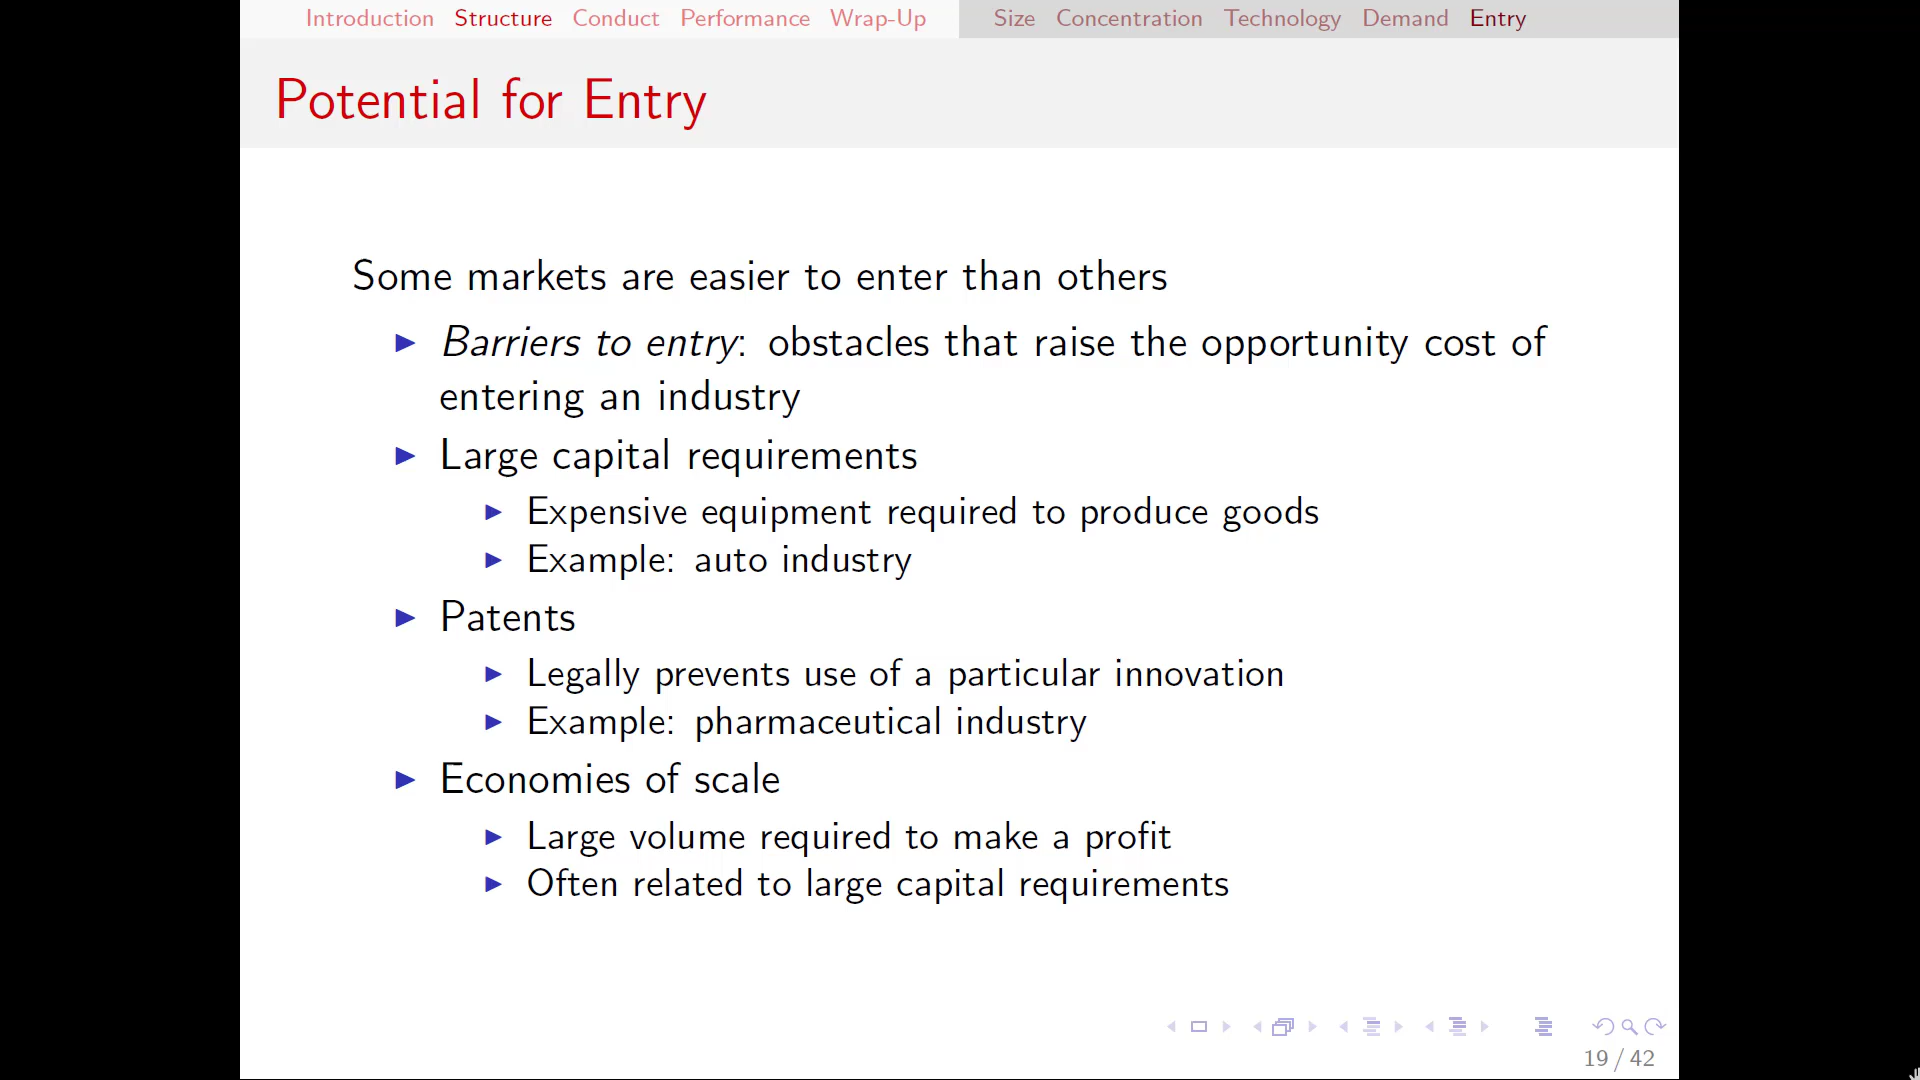 Introduction Structure Conduct Performance Wrap-Up Size Concentration Technology Demand Entry
Potential for Entry
Some markets are easier to enter than others
Barriers to entry: obstacles that raise the opportunity cost of
entering an industry
Large capital requirements
Expensive equipment required to produce goods
Example: auto industry
Patents
Legally prevents use of a particular innovation
Example: pharmaceutical industry
Economies of scale
Large volume required to make a profit
Often related to large capital requirements
19 / 42